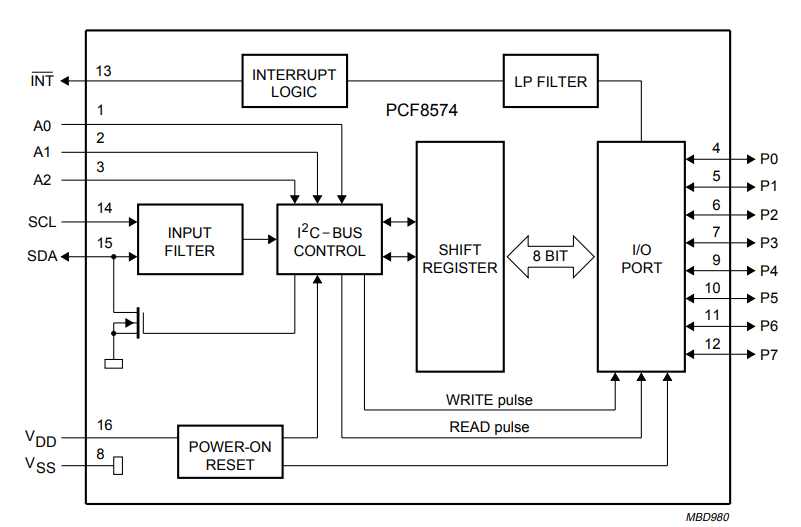 INT
13
INTERRUPT
LOGIC
LP FILTER
PCF8574
A0
1
A1
2
A2
3
SCL
14
SDA
15
INPUT
FILTER
I²C–BUS
CONTROL
SHIFT
REGISTER
8 BIT
I/O
PORT
4
P0
5
P1
6
P2
7
P3
9
P4
10
P5
11
P6
12
P7
WRITE pulse
READ pulse
VDD
16
VSS
8
POWER-ON
RESET
MBD980